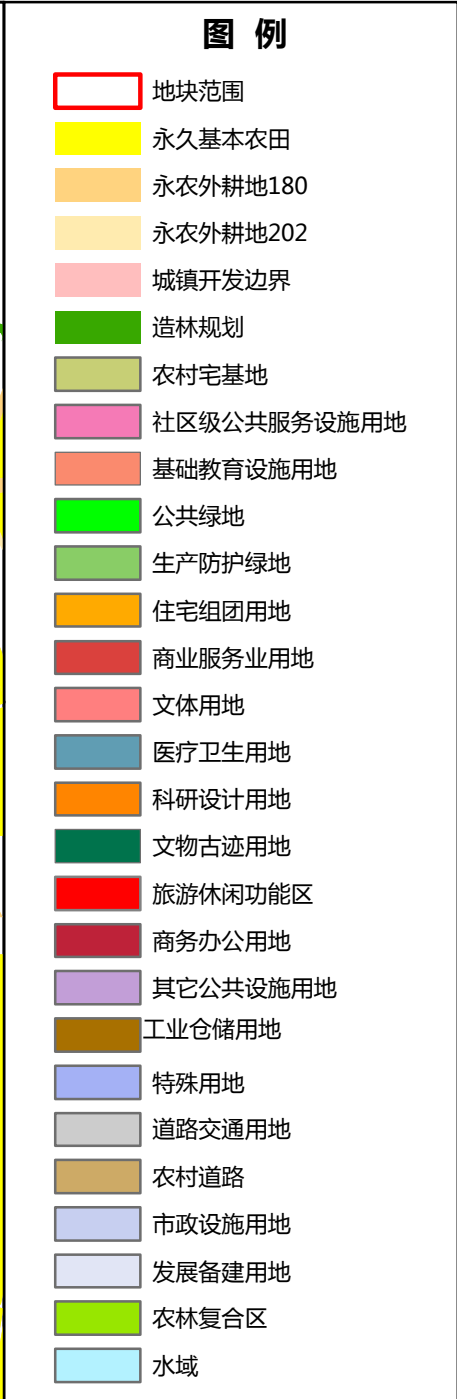 图 例
地块范围
永久基本农田
永农外耕地180
永农外耕地202
城镇开发边界
造林规划
农村宅基地
社区级公共服务设施用地
基础教育设施用地
公共绿地
生产防护绿地
住宅组团用地
商业服务业用地
文体用地
医疗卫生用地
科研设计用地
文物古迹用地
旅游休闲功能区
商务办公用地
其它公共设施用地
工业仓储用地
特殊用地
道路交通用地
农村道路
市政设施用地
发展备建用地
农林复合区
水域